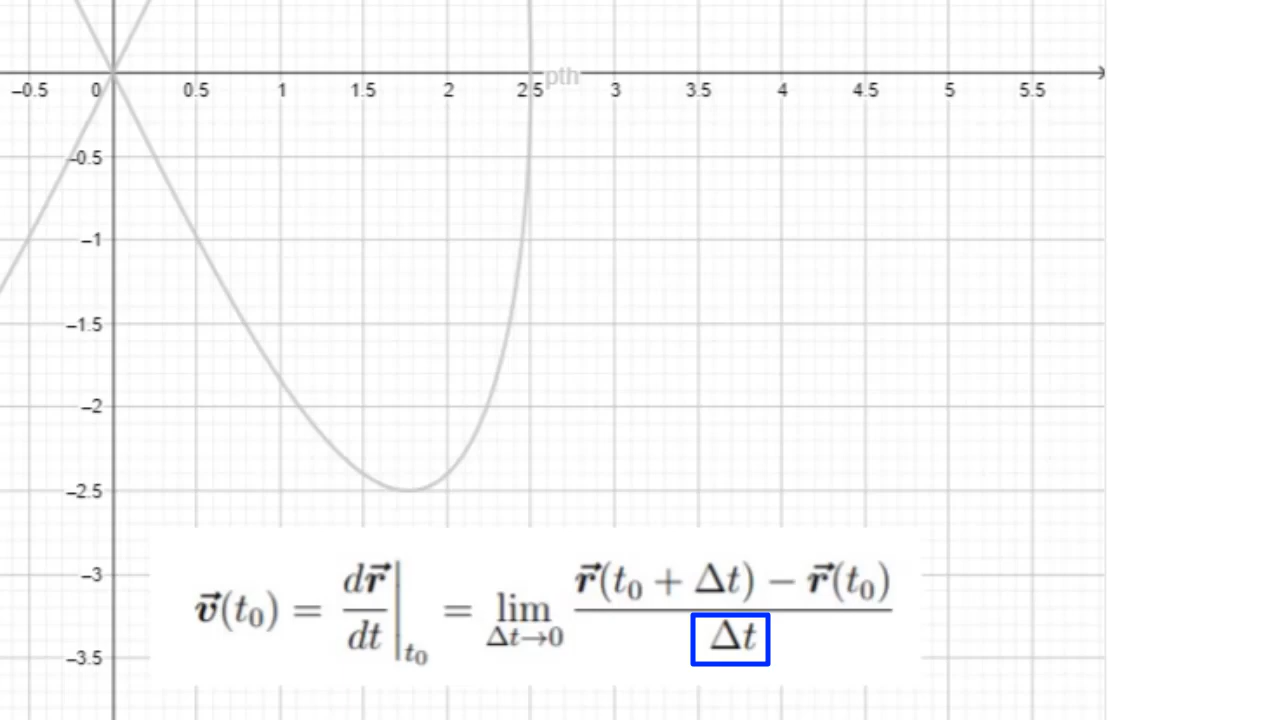 pth
−0.5 0 0.5 1 1.5 2 2.5 3 3.5 4 4.5 5 5.5
−0.5
−1
−1.5
−2
−2.5
−3
−3.5
v⃗(t₀) = dr⃗/dt |ₜ₀ = lim Δt→0 (r⃗(t₀ + Δt) − r⃗(t₀))/Δt